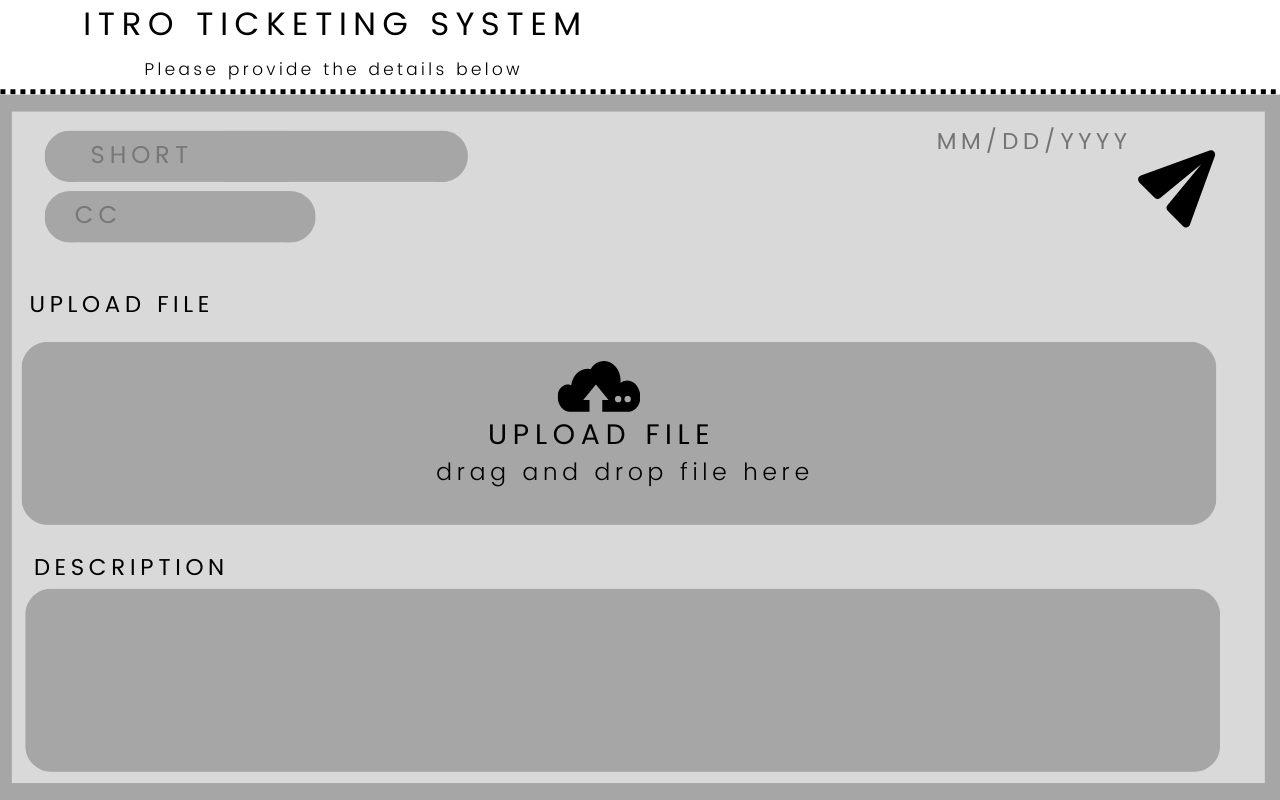 ITRO TICKETING SYSTEM
Please provide the details below
SHORT
MM/DD/YYYY
CC
UPLOAD FILE
UPLOAD FILE
drag and drop file here
DESCRIPTION